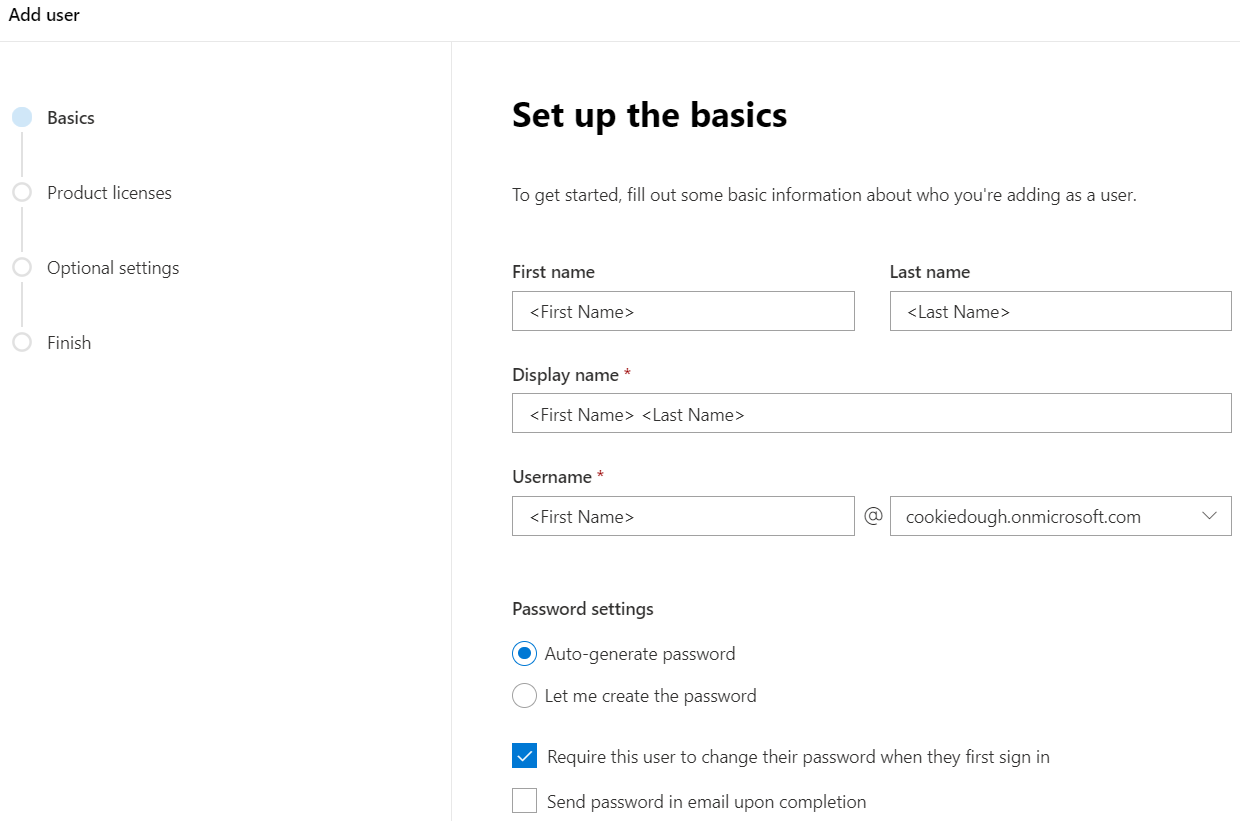 Add user
Basics
Product licenses
Optional settings
Finish
Set up the basics
To get started, fill out some basic information about who you're adding as a user.
First name
Last name
<First Name>
<Last Name>
Display name *
<First Name> <Last Name>
Username *
<First Name> @ cookiedough.onmicrosoft.com
Password settings
Auto-generate password
Let me create the password
Require this user to change their password when they first sign in
Send password in email upon completion